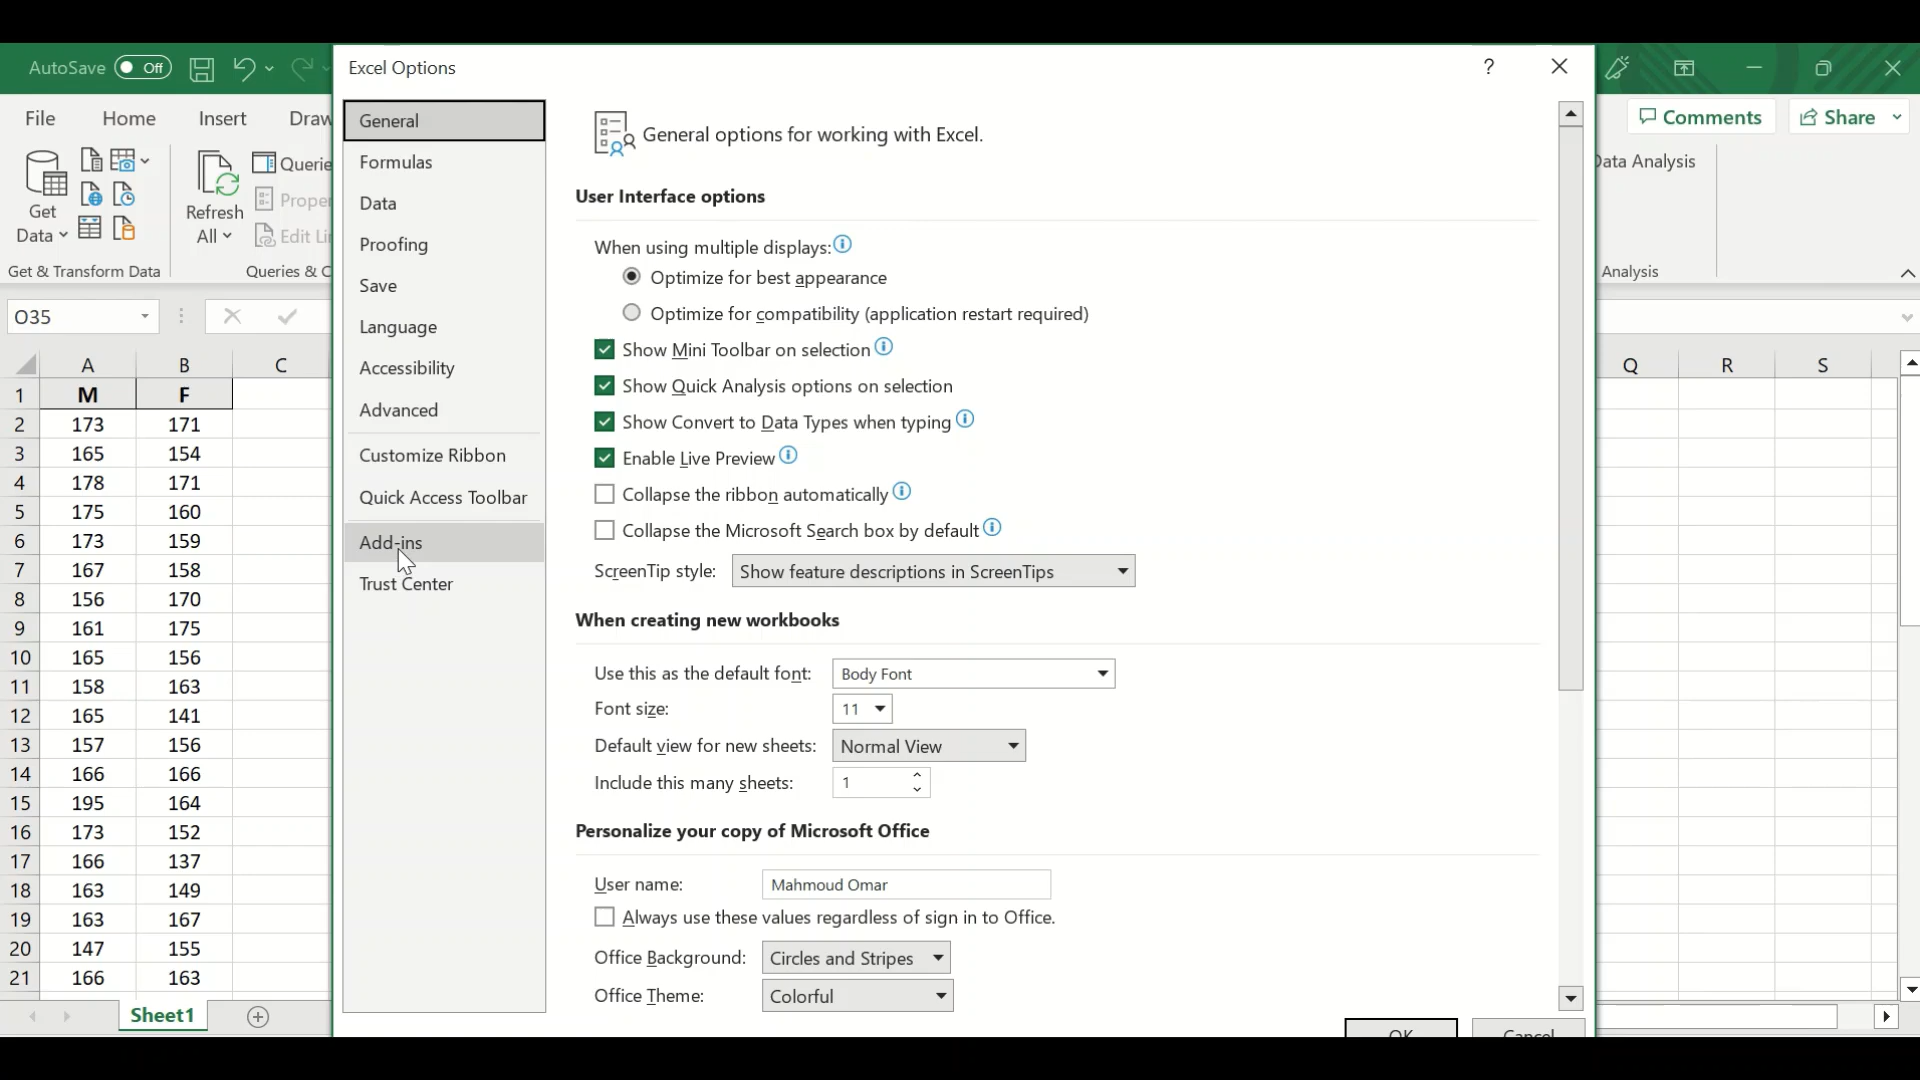 AutoSave Off
Excel Options
?
File Home Insert Draw
Comments Share
Get Data
Refresh All
Queries
Proper
Edit Li
Data Analysis
Get & Transform Data
Queries & C
Analysis
O35
General
Formulas
Data
Proofing
Save
Language
Accessibility
Advanced
Customize Ribbon
Quick Access Toolbar
Add-ins
Trust Center
General options for working with Excel.
User Interface options
When using multiple displays:
Optimize for best appearance
Optimize for compatibility (application restart required)
Show Mini Toolbar on selection
Show Quick Analysis options on selection
Show Convert to Data Types when typing
Enable Live Preview
Collapse the ribbon automatically
Collapse the Microsoft Search box by default
ScreenTip style: Show feature descriptions in ScreenTips
When creating new workbooks
Use this as the default font: Body Font
Font size: 11
Default view for new sheets: Normal View
Include this many sheets: 1
Personalize your copy of Microsoft Office
User name: Mahmoud Omar
Always use these values regardless of sign in to Office.
Office Background: Circles and Stripes
Office Theme: Colorful
OK Cancel
A B C Q R S
1 M F
2 173 171
3 165 154
4 178 171
5 175 160
6 173 159
7 167 158
8 156 170
9 161 175
10 165 156
11 158 163
12 165 141
13 157 156
14 166 166
15 195 164
16 173 152
17 166 137
18 163 149
19 163 167
20 147 155
21 166 163
Sheet1